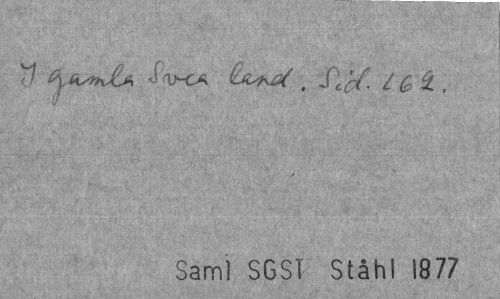 I gamla Svea land. Sid. 162.
Saml SGST Ståhl 1877